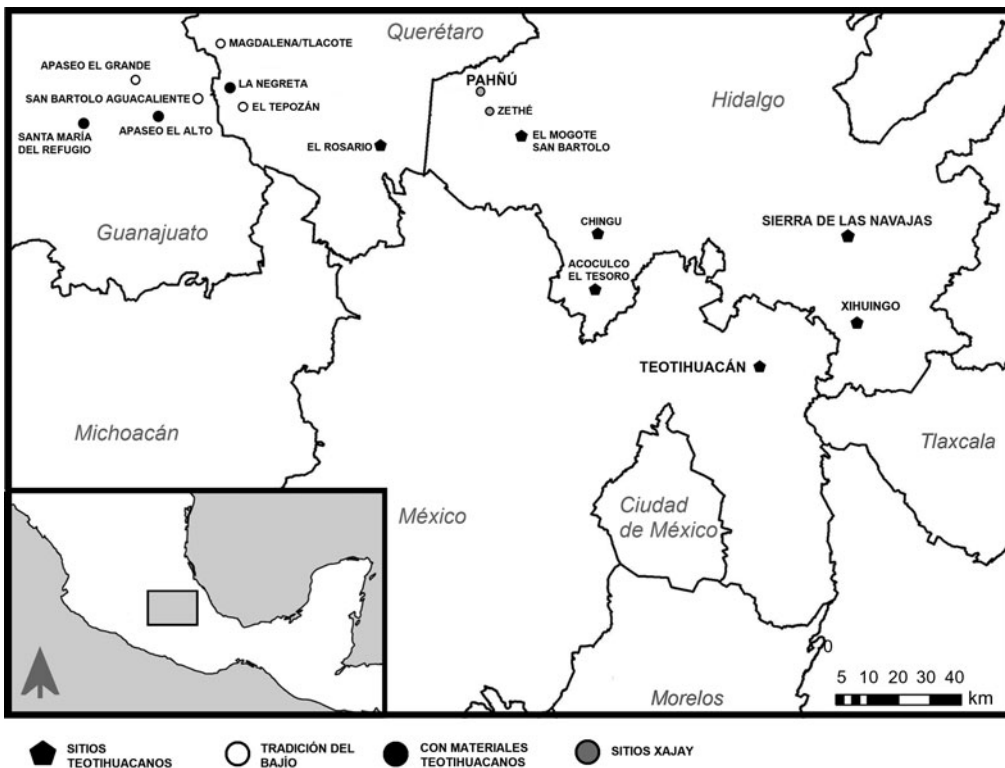 Querétaro
MAGDALENA/TLACOTE
APASEO EL GRANDE
LA NEGRETA
PAHÑÚ
Hidalgo
SAN BARTOLO AGUACALIENTE
EL TEPOZÁN
ZETHÉ
SANTA MARÍA
DEL REFUGIO
APASEO EL ALTO
EL ROSARIO
EL MOGOTE
SAN BARTOLO
Guanajuato
CHINGU
SIERRA DE LAS NAVAJAS
ACOCULCO
EL TESORO
XIHUINGO
TEOTIHUACÁN
Michoacán
Tlaxcala
México
Ciudad
de México
Morelos
0
5 10 20 30 40
km
SITIOS
TEOTIHUACANOS
TRADICIÓN DEL
BAJÍO
CON MATERIALES
TEOTIHUACANOS
SITIOS XAJAY